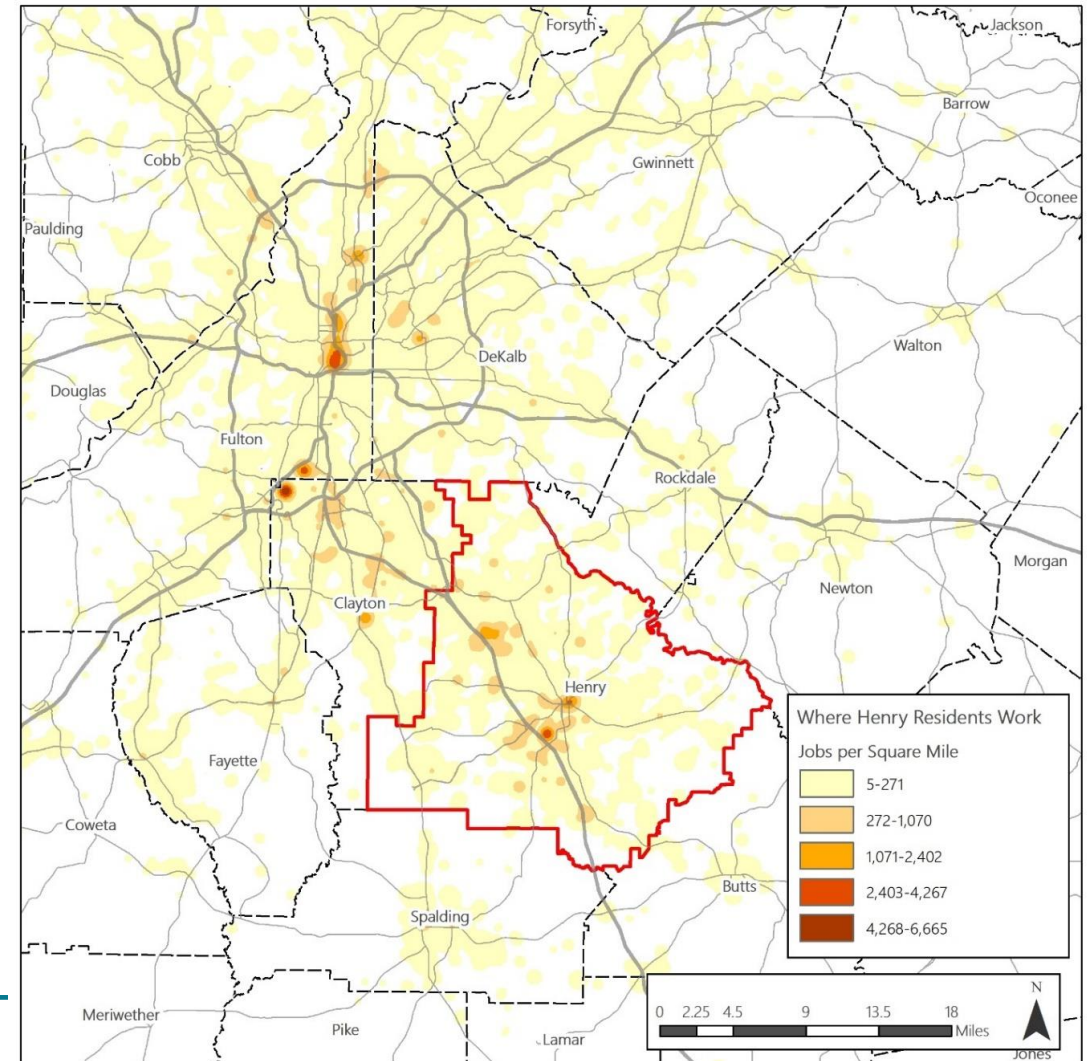 Forsyth
Jackson
Barrow
Cobb
Gwinnett
Oconee
Paulding
Walton
DeKalb
Douglas
Fulton
Rockdale
Morgan
Newton
Clayton
Henry
Where Henry Residents Work
Jobs per Square Mile
5-271
272-1,070
1,071-2,402
2,403-4,267
4,268-6,665
Fayette
Coweta
Butts
Spalding
N
0 2.25 4.5 9 13.5 18
Miles
Meriwether
Pike
Lamar
Jones